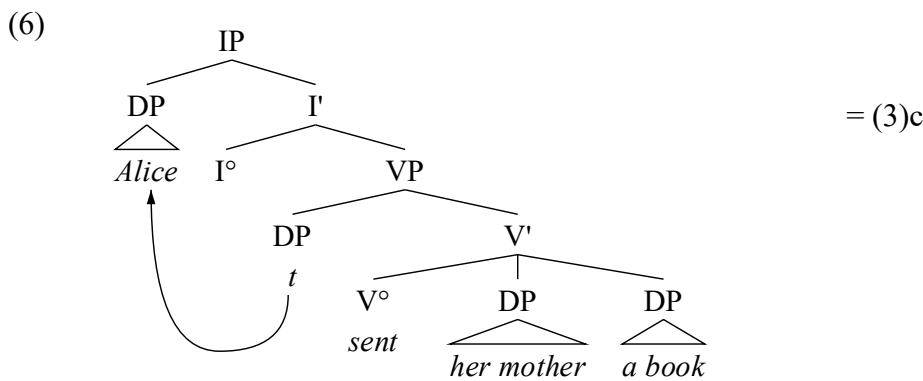 (6)
IP
DP I'
= (3)c
Alice I° VP
DP V'
t
V° DP DP
sent
her mother a book